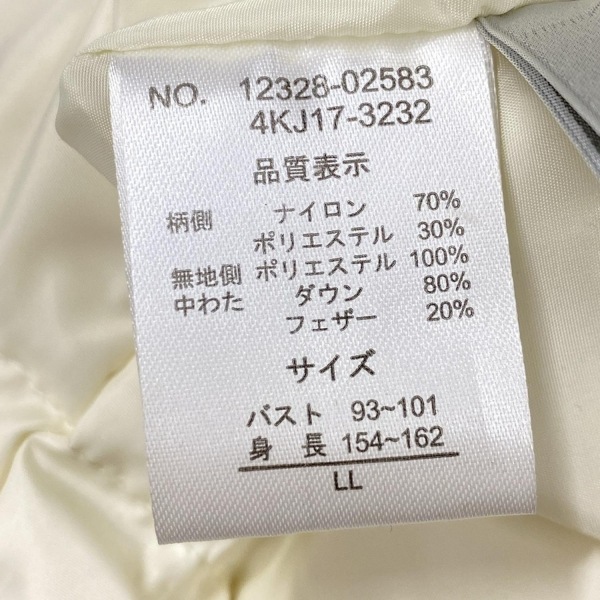 NO. 12328-02583
4KJ17-3232
品質表示
柄側 ナイロン 70%
ポリエステル 30%
無地側 ポリエステル 100%
中わた ダウン 80%
フェザー 20%
サイズ
バスト 93~101
身長 154~162
LL